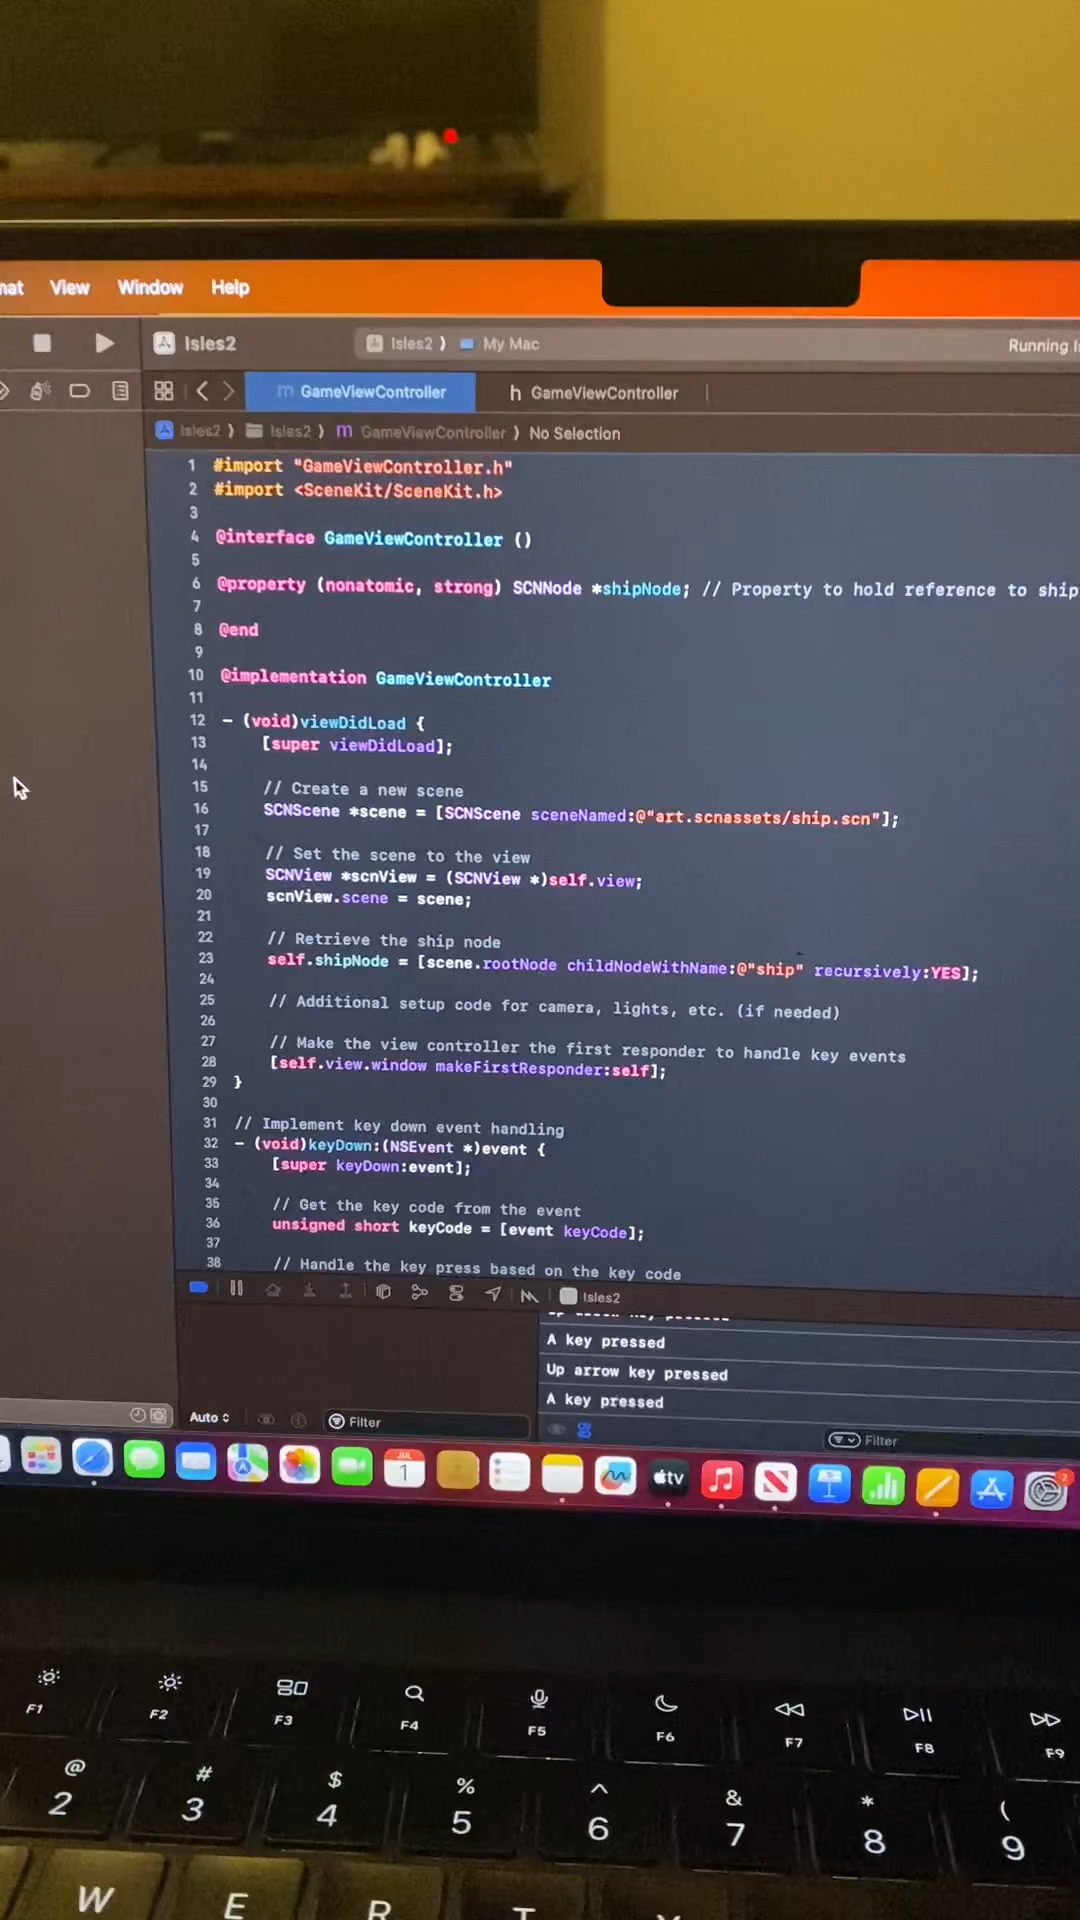 View Window Help
Isles2 Isles2 ⟩ My Mac Running
m GameViewController h GameViewController
Isles2 ⟩ Isles2 ⟩ m GameViewController ⟩ No Selection
1 #import "GameViewController.h"
2 #import <SceneKit/SceneKit.h>
3
4 @interface GameViewController ()
5
6 @property (nonatomic, strong) SCNNode *shipNode; // Property to hold reference to ship
7
8 @end
9
10 @implementation GameViewController
11
12 - (void)viewDidLoad {
13 [super viewDidLoad];
14
15 // Create a new scene
16 SCNScene *scene = [SCNScene sceneNamed:@"art.scnassets/ship.scn"];
17
18 // Set the scene to the view
19 SCNView *scnView = (SCNView *)self.view;
20 scnView.scene = scene;
21
22 // Retrieve the ship node
23 self.shipNode = [scene.rootNode childNodeWithName:@"ship" recursively:YES];
24
25 // Additional setup code for camera, lights, etc. (if needed)
26
27 // Make the view controller the first responder to handle key events
28 [self.view.window makeFirstResponder:self];
29 }
30
31 // Implement key down event handling
32 - (void)keyDown:(NSEvent *)event {
33 [super keyDown:event];
34
35 // Get the key code from the event
36 unsigned short keyCode = [event keyCode];
37
38 // Handle the key press based on the key code
Isles2
A key pressed
Up arrow key pressed
A key pressed
Auto Filter
Filter
JUL
1
tv
2
F1 F2 F3 F4 F5 F6 F7 F8 F9
@ # $ % ^ & * (
2 3 4 5 6 7 8 9
W E R T